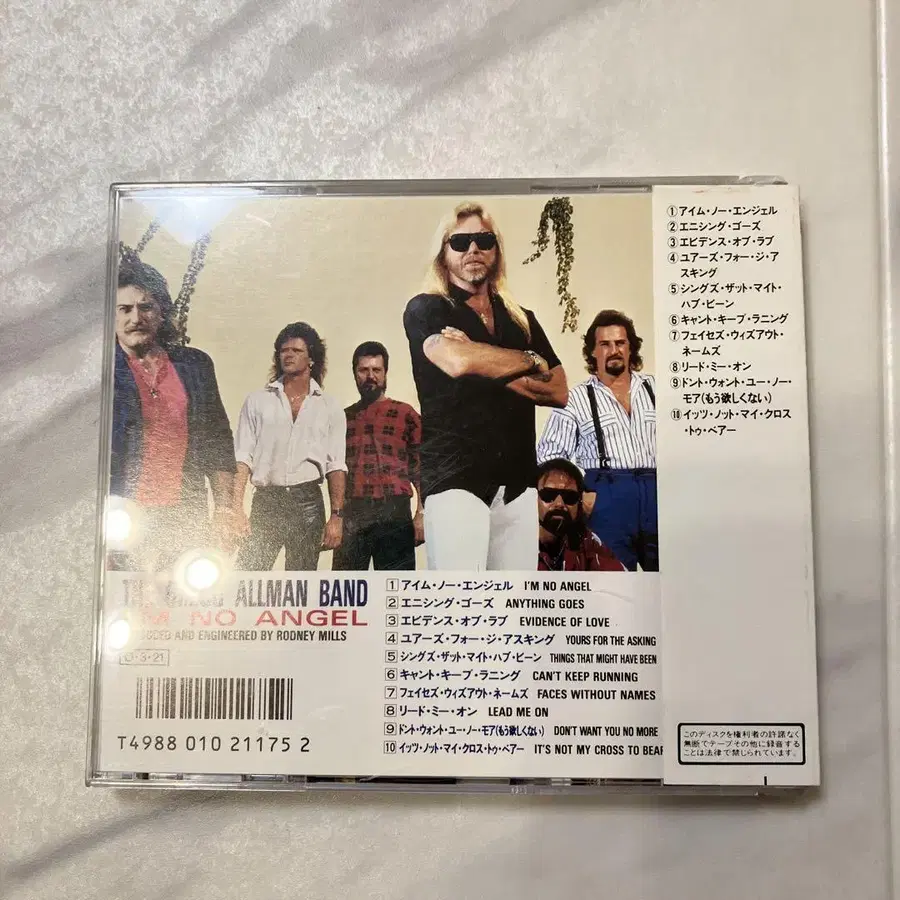 ①アイム・ノー・エンジェル
②エニシング・ゴーズ
③エビデンス・オブ・ラブ
④ユアーズ・フォー・ジ・ア
スキング
⑤シングズ・ザット・マイト・
ハブ・ビーン
⑥キャント・キープ・ラニング
⑦フェイセズ・ウィズアウト・
ネームズ
⑧リード・ミー・オン
⑨ドント・ウォント・ユー・ノー・
モア(もう欲しくない)
⑩イッツ・ノット・マイ・クロス
・トゥ・ベアー
ALLMAN BAND
NO ANGEL
AND ENGINEERED BY RODNEY MILLS
3・21
T4988 010 21175 2
1 アイム・ノー・エンジェル I'M NO ANGEL
2 エニシング・ゴーズ ANYTHING GOES
3 エビデンス・オブ・ラブ EVIDENCE OF LOVE
4 ユアーズ・フォー・ジ・アスキング YOURS FOR THE ASKING
5 シングズ・ザット・マイト・ハブ・ビーン THINGS THAT MIGHT HAVE BEEN
6 キャント・キープ・ラニング CAN'T KEEP RUNNING
7 フェイセズ・ウィズアウト・ネームズ FACES WITHOUT NAMES
8 リード・ミー・オン LEAD ME ON
9 ドント・ウォント・ユー・ノー・モア(もう欲しくない) DON'T WANT YOU NO MORE
10 イッツ・ノット・マイ・クロス・トゥ・ベアー IT'S NOT MY CROSS TO BEAR
このディスクを権利者の許諾なく
無断でテープその他に録音する
ことは法律で禁じられています。